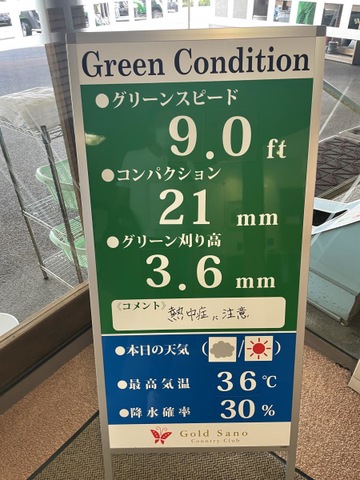 Green Condition
●グリーンスピード
9.0 ft
●コンパクション
21 mm
●グリーン刈り高
3.6 mm
《コメント》 熱中症に注意
●本日の天気 ( )
●最高気温 36℃
●降水確率 30%
Gold Sano
Country Club